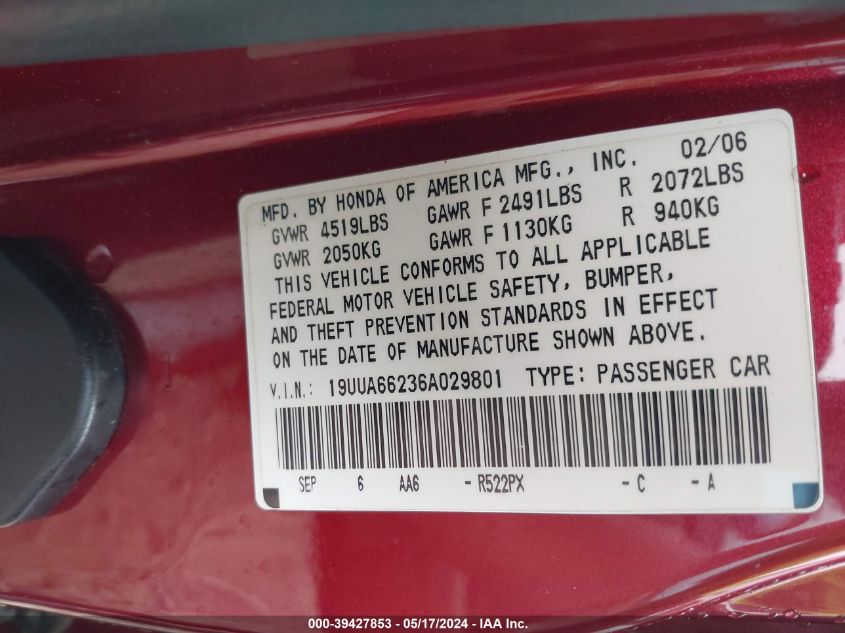 MFD. BY HONDA OF AMERICA MFG., INC. 02/06
GVWR 4519LBS GAWR F 2491LBS R 2072LBS
GVWR 2050KG GAWR F 1130KG R 940KG
THIS VEHICLE CONFORMS TO ALL APPLICABLE
FEDERAL MOTOR VEHICLE SAFETY, BUMPER,
AND THEFT PREVENTION STANDARDS IN EFFECT
ON THE DATE OF MANUFACTURE SHOWN ABOVE.
V.I.N.: 19UUA66236A029801 TYPE: PASSENGER CAR
SEP 6 AA6 - R522PX - C - A
000-39427853 - 05/17/2024 - IAA Inc.